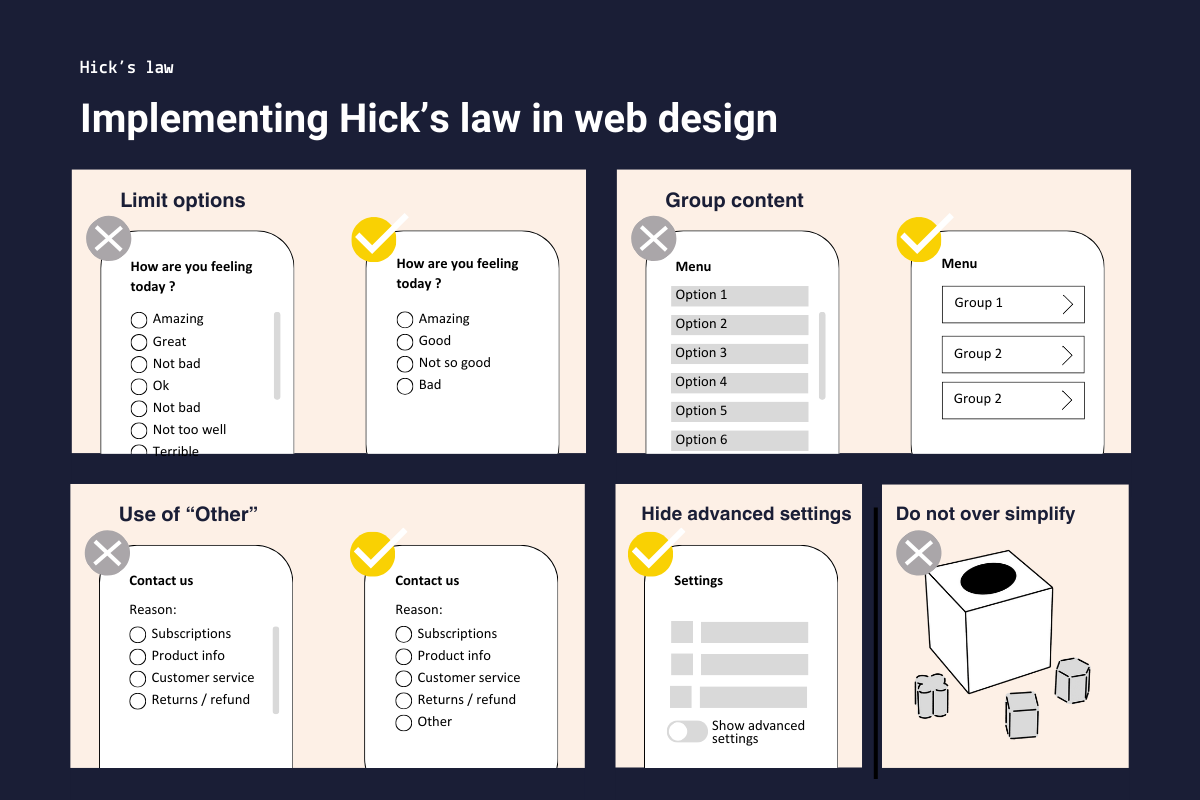 Hick’s law
Implementing Hick’s law in web design
Limit options
How are you feeling
today ?
Amazing
Great
Not bad
Ok
Not bad
Not too well
Terrible
How are you feeling
today ?
Amazing
Good
Not so good
Bad
Group content
Menu
Option 1
Option 2
Option 3
Option 4
Option 5
Option 6
Menu
Group 1
Group 2
Group 2
Use of “Other”
Contact us
Reason:
Subscriptions
Product info
Customer service
Returns / refund
Contact us
Reason:
Subscriptions
Product info
Customer service
Returns / refund
Other
Hide advanced settings
Settings
Show advanced
settings
Do not over simplify